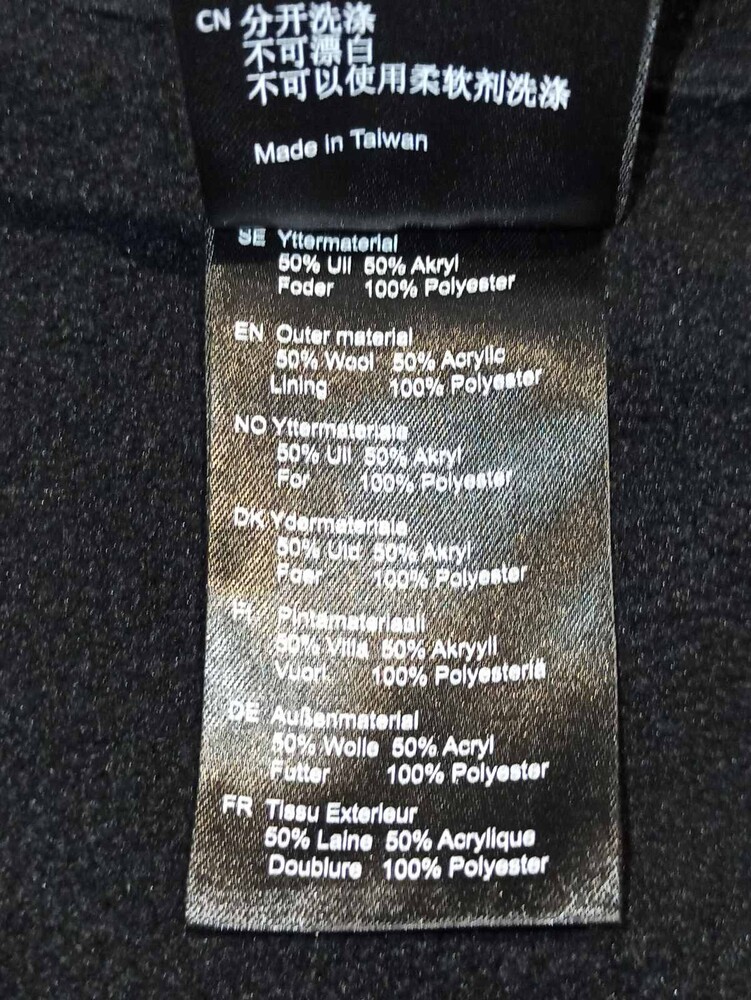 CN 分开洗涤
不可漂白
不可以使用柔软剂洗涤
Made in Taiwan
SE Yttermaterial
50% Ull 50% Akryl
Foder 100% Polyester
EN Outer material
50% Wool 50% Acrylic
Lining 100% Polyester
NO Yttermateriale
50% Ull 50% Akryl
For 100% Polyester
DK Ydermateriale
50% Uld 50% Akryl
Foer 100% Polyester
FI Pintamateriaali
50% Villa 50% Akryyli
Vuori 100% Polyesteriä
DE Außenmaterial
50% Wolle 50% Acryl
Futter 100% Polyester
FR Tissu Exterieur
50% Laine 50% Acrylique
Doublure 100% Polyester